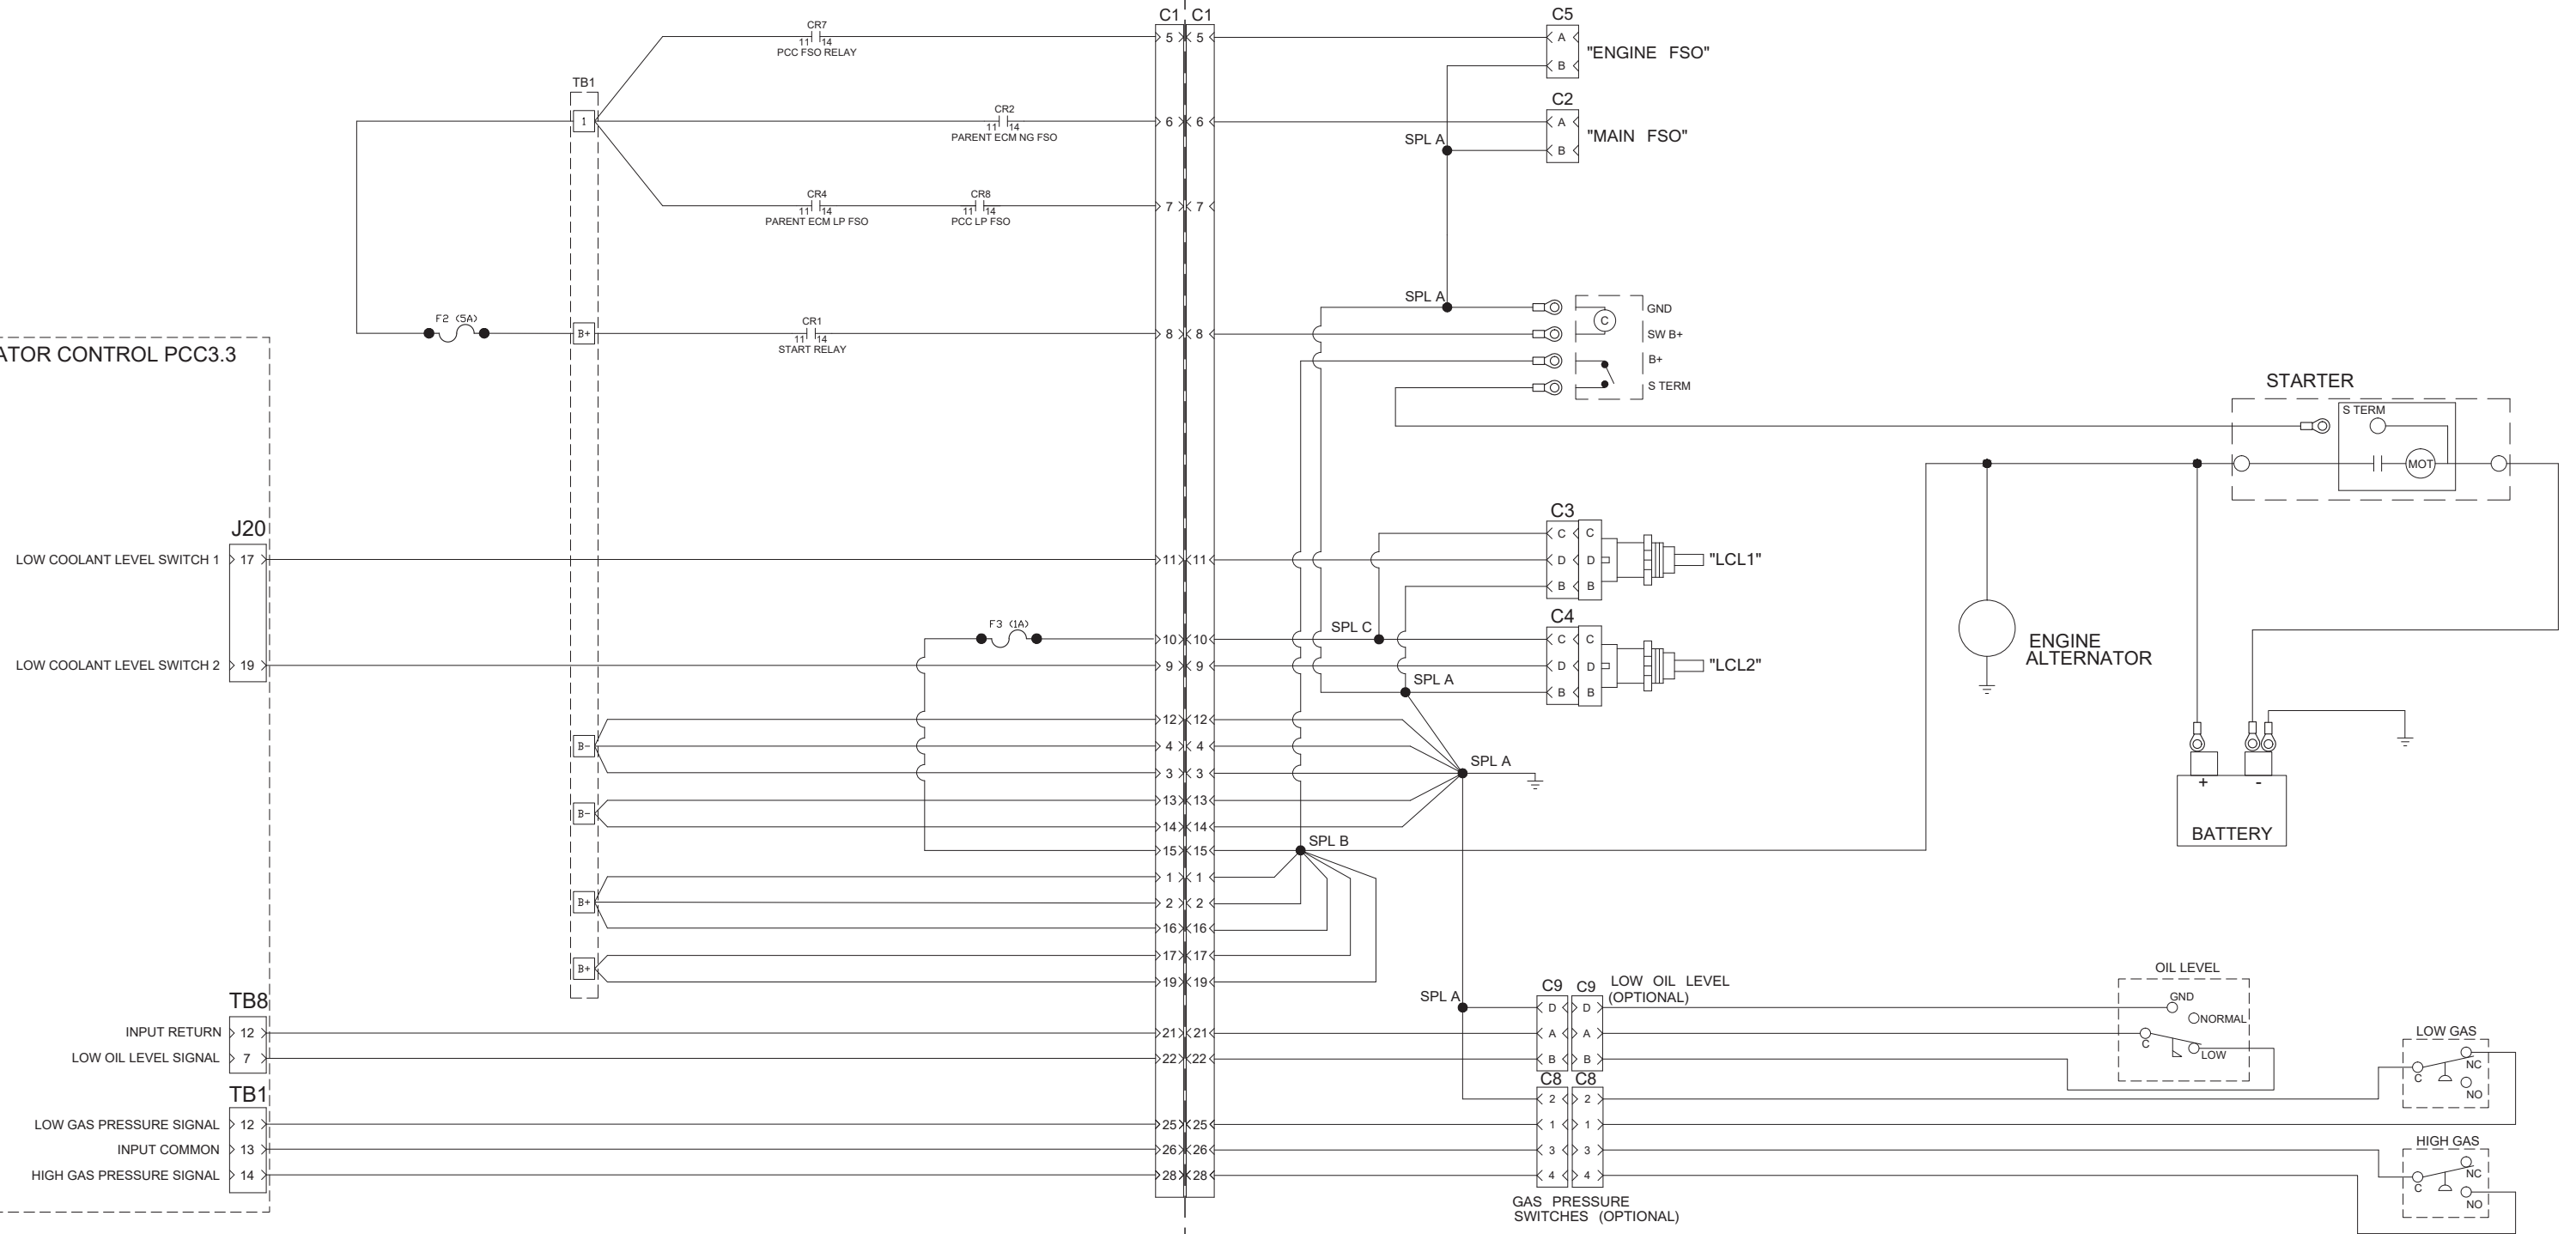 C1 C1
C5
CR7
11 14
PCC FSO RELAY
5 5
A
"ENGINE FSO"
B
TB1
C2
CR2
11 14
PARENT ECM NG FSO
1
6 6
A
"MAIN FSO"
SPL A
B
CR4
11 14
PARENT ECM LP FSO
CR8
11 14
PCC LP FSO
7 7
SPL A
GND
C
F2 (5A)
B+
CR1
11 14
START RELAY
8 8
SW B+
B+
S TERM
ATOR CONTROL PCC3.3
STARTER
S TERM
MOT
C3
J20
C C
LOW COOLANT LEVEL SWITCH 1 17
11 11
D D
"LCL1"
B B
C4
F3 (1A)
10 10
SPL C
C C
ENGINE
ALTERNATOR
LOW COOLANT LEVEL SWITCH 2 19
9 9
D D
"LCL2"
SPL A
B B
12 12
B-
4 4
3 3
SPL A
+ -
B-
13 13
14 14
BATTERY
15 15
SPL B
1 1
B+
2 2
16 16
17 17
B+
19 19
OIL LEVEL
LOW OIL LEVEL
(OPTIONAL)
C9 C9
SPL A
TB8
D D
GND
NORMAL
INPUT RETURN 12
21 21
A A
C
LOW
LOW OIL LEVEL SIGNAL 7
22 22
B B
LOW GAS
C
NC
NO
C8 C8
TB1
2 2
LOW GAS PRESSURE SIGNAL 12
25 25
1 1
INPUT COMMON 13
26 26
3 3
HIGH GAS
HIGH GAS PRESSURE SIGNAL 14
28 28
4 4
C
NC
NO
GAS PRESSURE
SWITCHES (OPTIONAL)